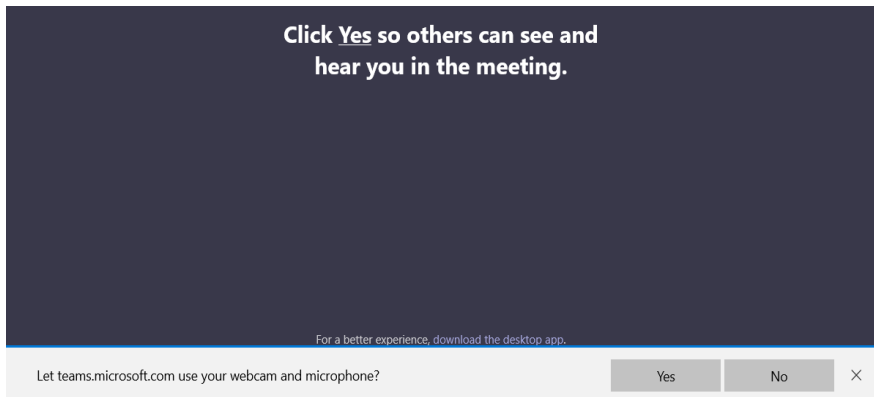 Click Yes so others can see and
hear you in the meeting.
For a better experience, download the desktop app.
Let teams.microsoft.com use your webcam and microphone?
Yes
No